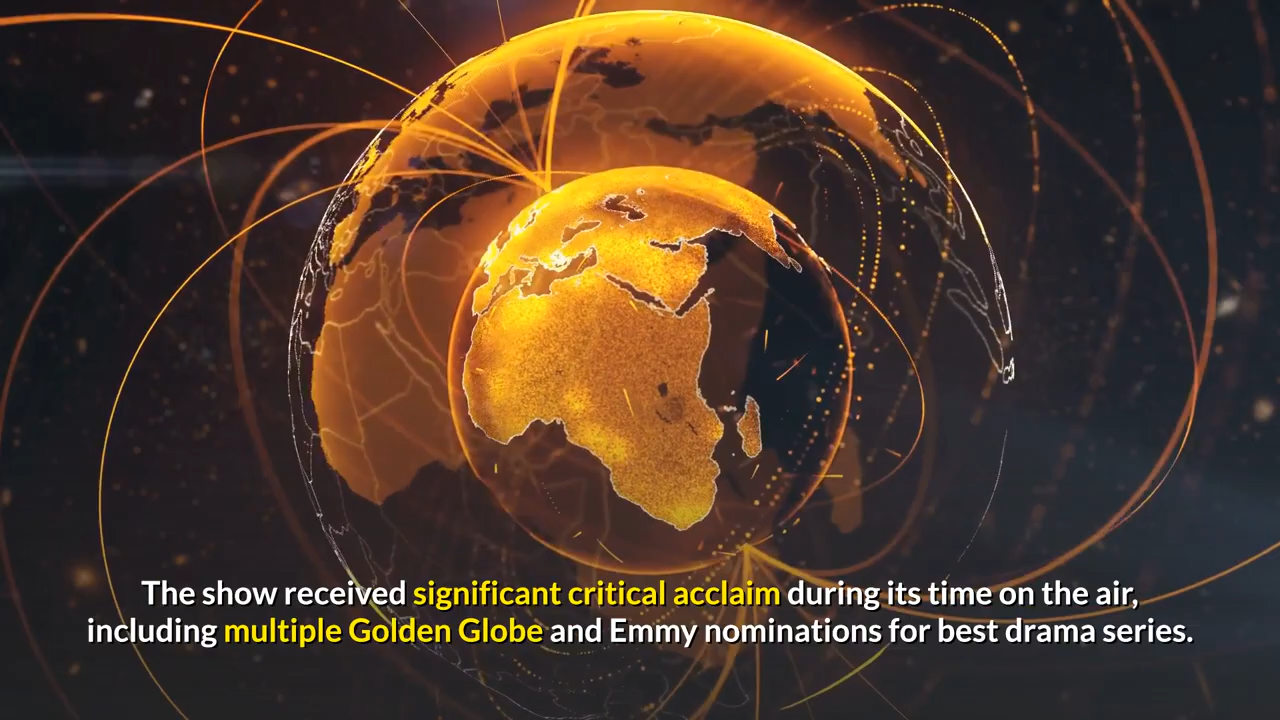 The show received significant critical acclaim during its time on the air,
including multiple Golden Globe and Emmy nominations for best drama series.